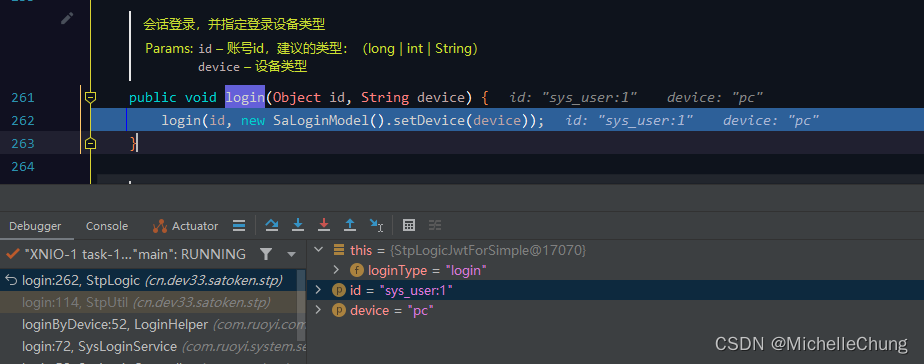 会话登录，并指定登录设备类型
Params: id – 账号id，建议的类型：（long | int | String）
device – 设备类型
261 public void login(Object id, String device) { id: "sys_user:1" device: "pc"
262 login(id, new SaLoginModel().setDevice(device)); id: "sys_user:1" device: "pc"
263 }
264
Debugger Console Actuator
"XNIO-1 task-1..."main": RUNNING
this = {StpLogicJwtForSimple@17070}
login:262, StpLogic (cn.dev33.satoken.stp)
loginType = "login"
login:114, StpUtil (cn.dev33.satoken.stp)
id = "sys_user:1"
loginByDevice:52, LoginHelper (com.ruoyi.com
device = "pc"
login:72, SysLoginService (com.ruoyi.system.se
CSDN @MichelleChung